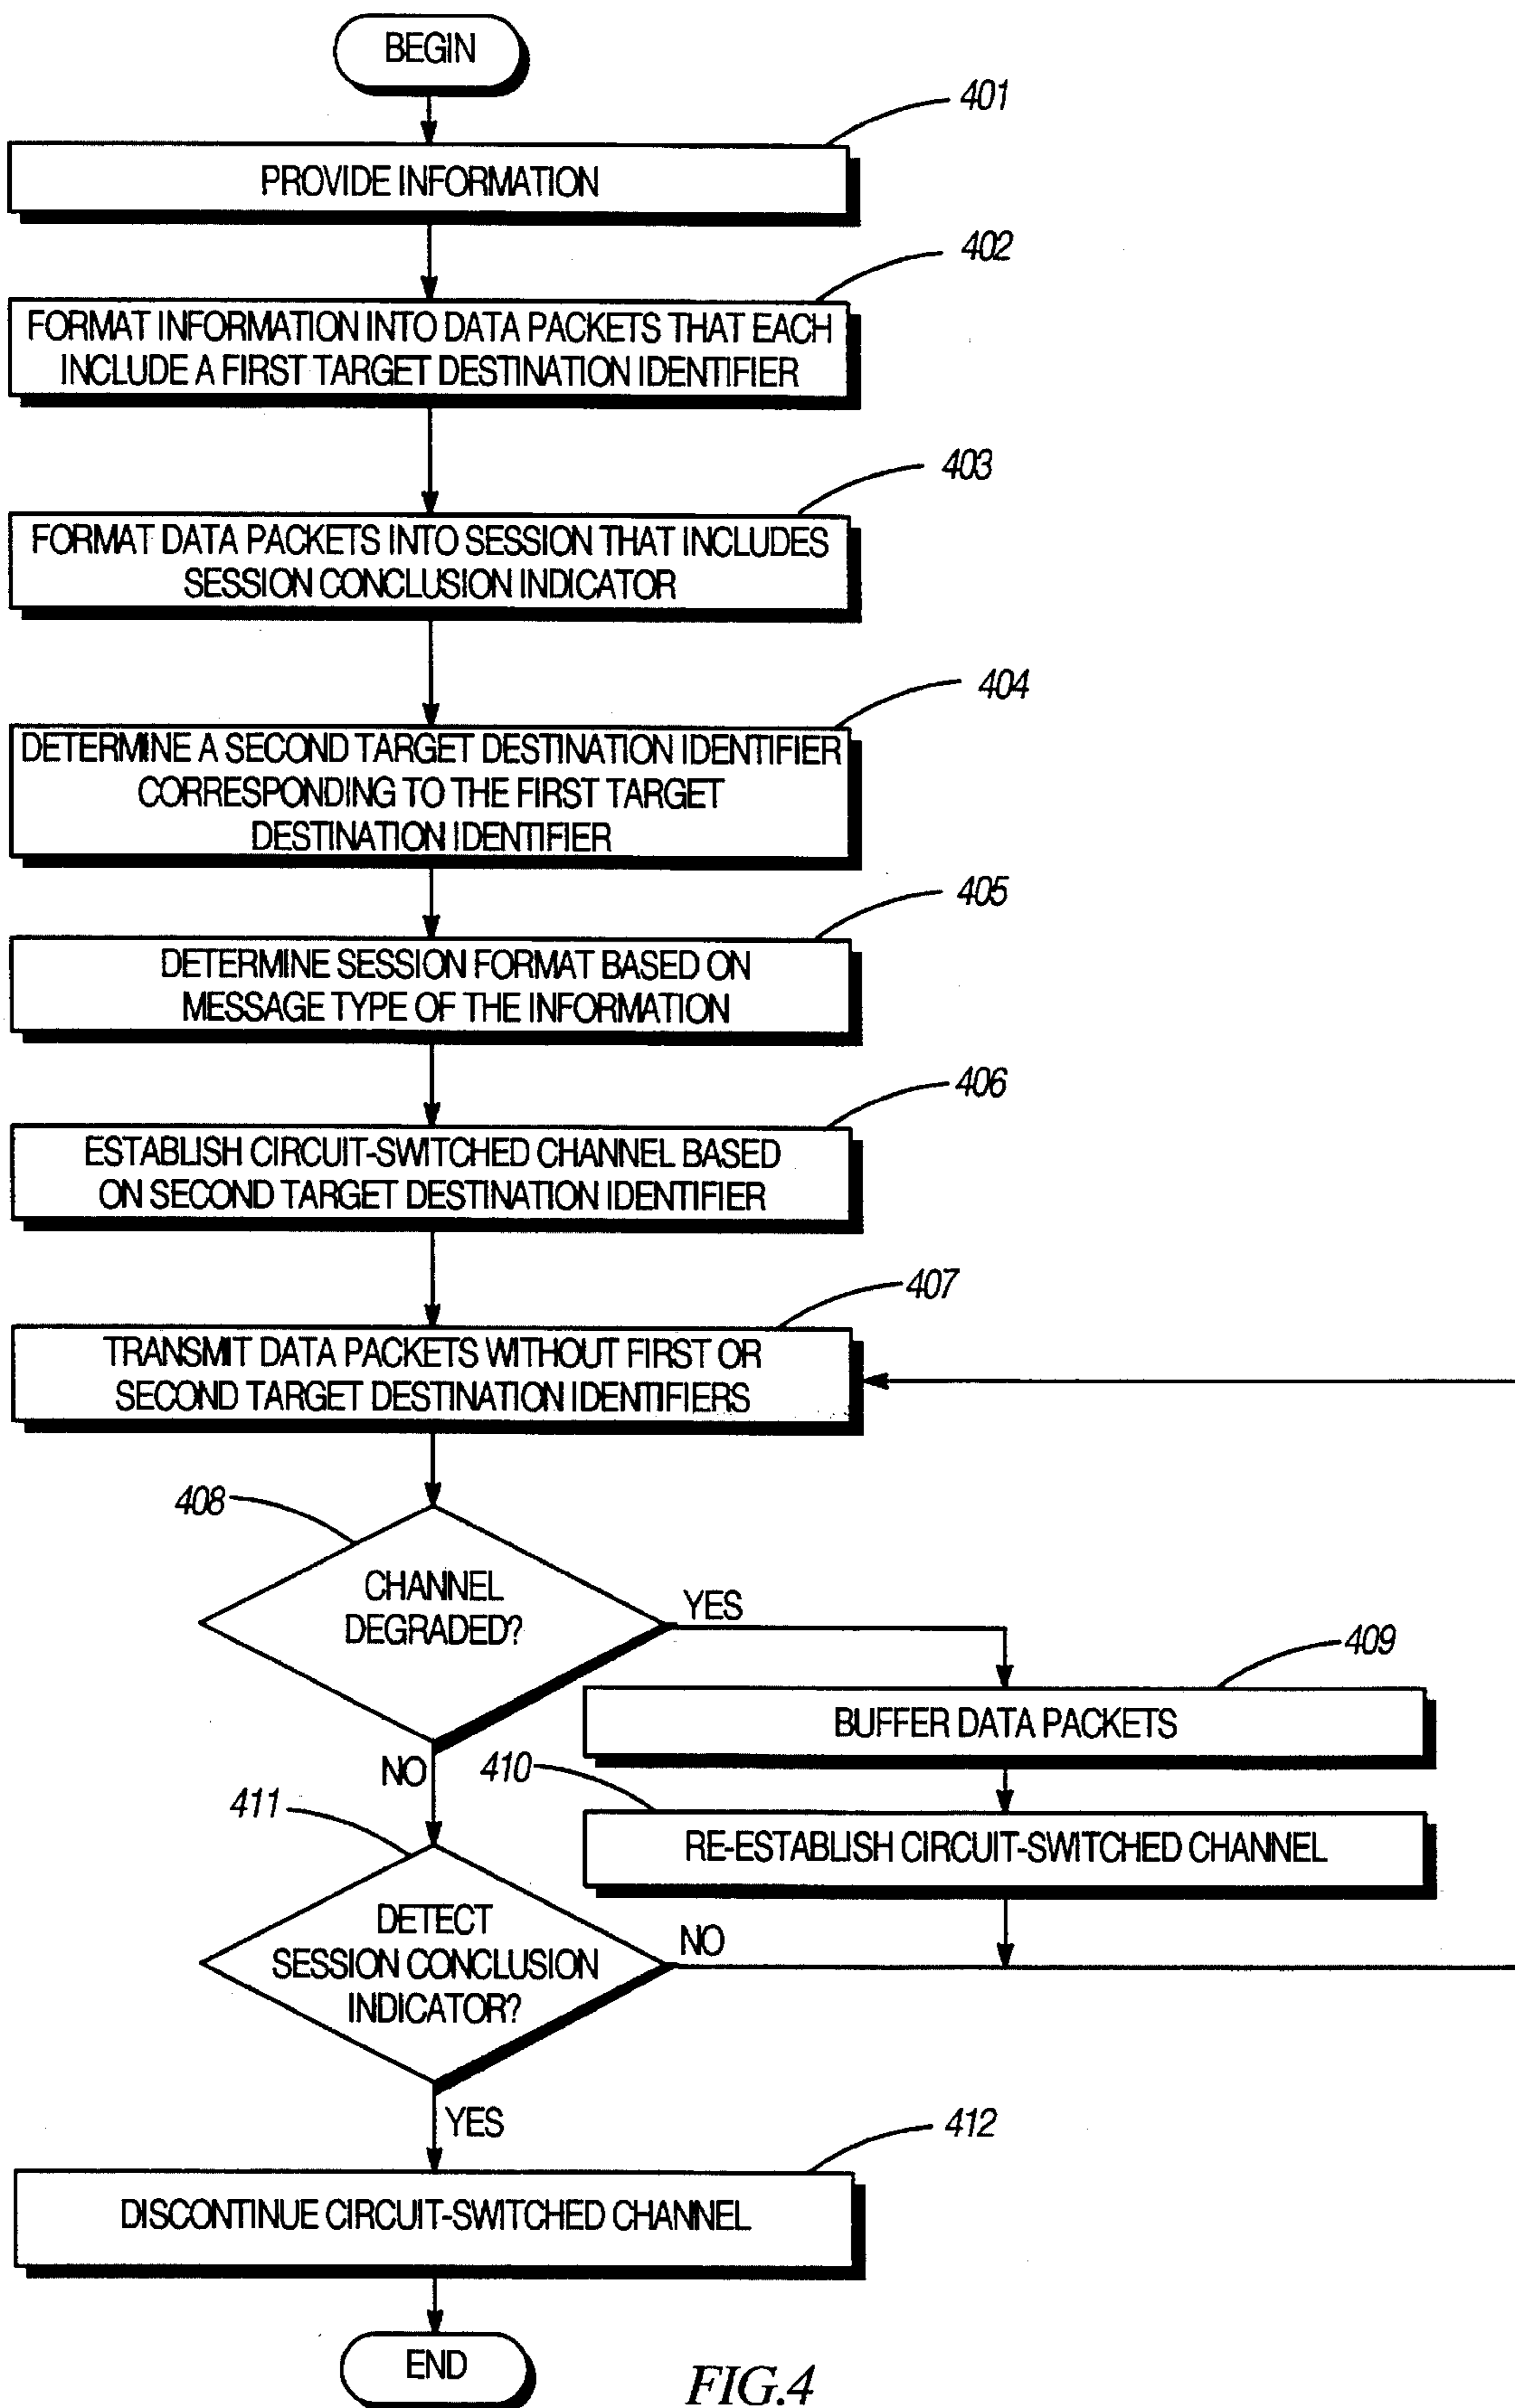 BEGIN
401
PROVIDE INFORMATION
402
FORMAT INFORMATION INTO DATA PACKETS THAT EACH
INCLUDE A FIRST TARGET DESTINATION IDENTIFIER
403
FORMAT DATA PACKETS INTO SESSION THAT INCLUDES
SESSION CONCLUSION INDICATOR
404
DETERMINE A SECOND TARGET DESTINATION IDENTIFIER
CORRESPONDING TO THE FIRST TARGET
DESTINATION IDENTIFIER
405
DETERMINE SESSION FORMAT BASED ON
MESSAGE TYPE OF THE INFORMATION
406
ESTABLISH CIRCUIT-SWITCHED CHANNEL BASED
ON SECOND TARGET DESTINATION IDENTIFIER
407
TRANSMIT DATA PACKETS WITHOUT FIRST OR
SECOND TARGET DESTINATION IDENTIFIERS
408
CHANNEL
DEGRADED?
YES
409
BUFFER DATA PACKETS
NO
410
411
RE-ESTABLISH CIRCUIT-SWITCHED CHANNEL
DETECT
SESSION CONCLUSION
INDICATOR?
NO
YES
412
DISCONTINUE CIRCUIT-SWITCHED CHANNEL
END
FIG.4